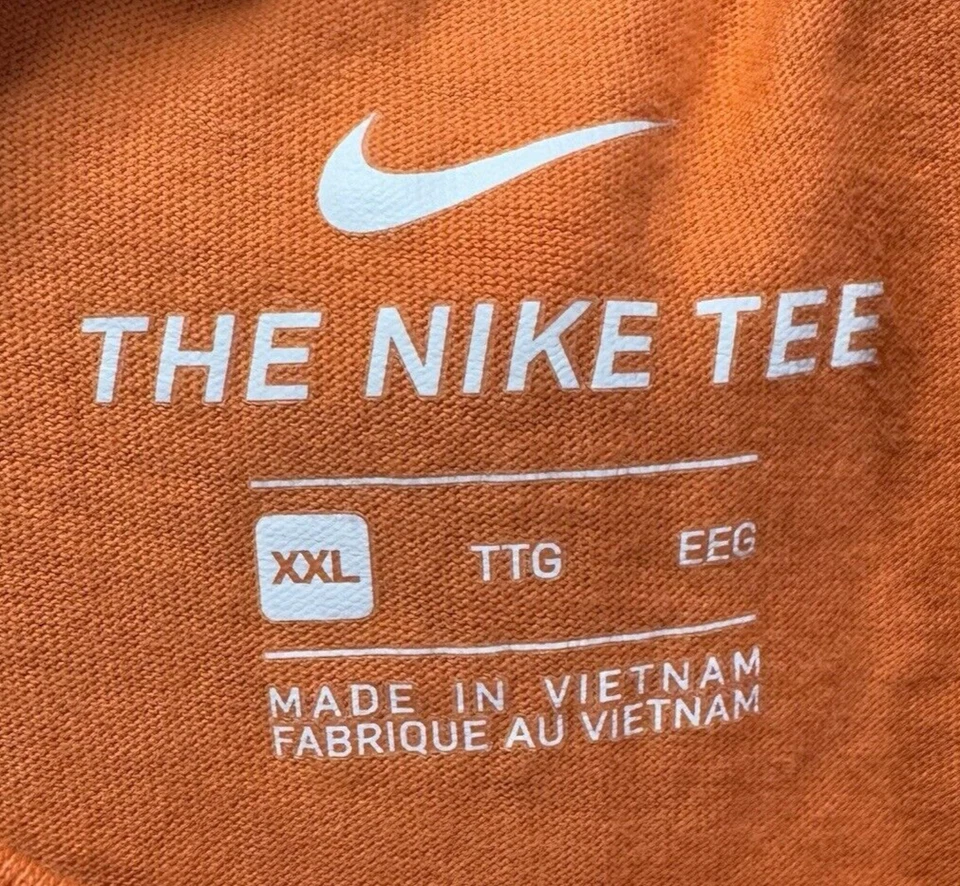 THE NIKE TEE
XXL TTG EEG
MADE IN VIETNAM
FABRIQUE AU VIETNAM